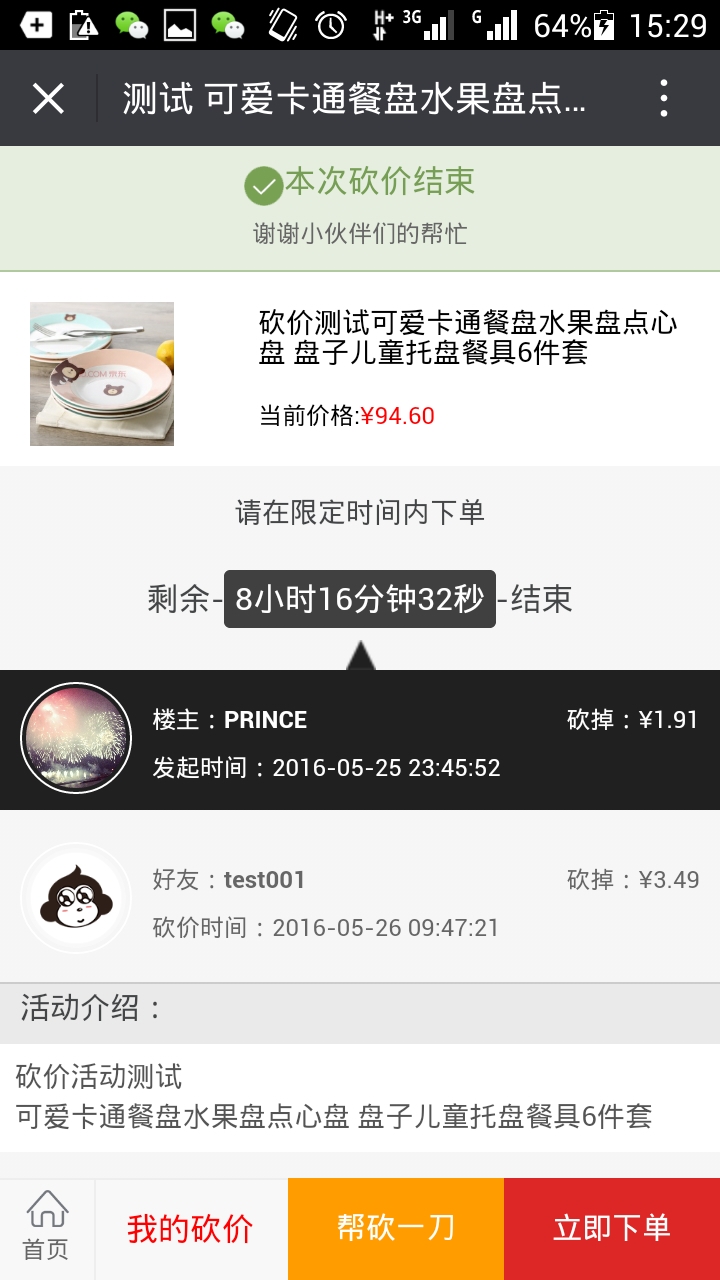 3G
G
64%
15:29
测试 可爱卡通餐盘水果盘点...
本次砍价结束
谢谢小伙伴们的帮忙
砍价测试可爱卡通餐盘水果盘点心
盘 盘子儿童托盘餐具6件套
当前价格:¥94.60
请在限定时间内下单
剩余-8小时16分钟32秒-结束
楼主：PRINCE
砍掉：¥1.91
发起时间：2016-05-25 23:45:52
好友：test001
砍掉：¥3.49
砍价时间：2016-05-26 09:47:21
活动介绍：
砍价活动测试
可爱卡通餐盘水果盘点心盘 盘子儿童托盘餐具6件套
首页
我的砍价
帮砍一刀
立即下单